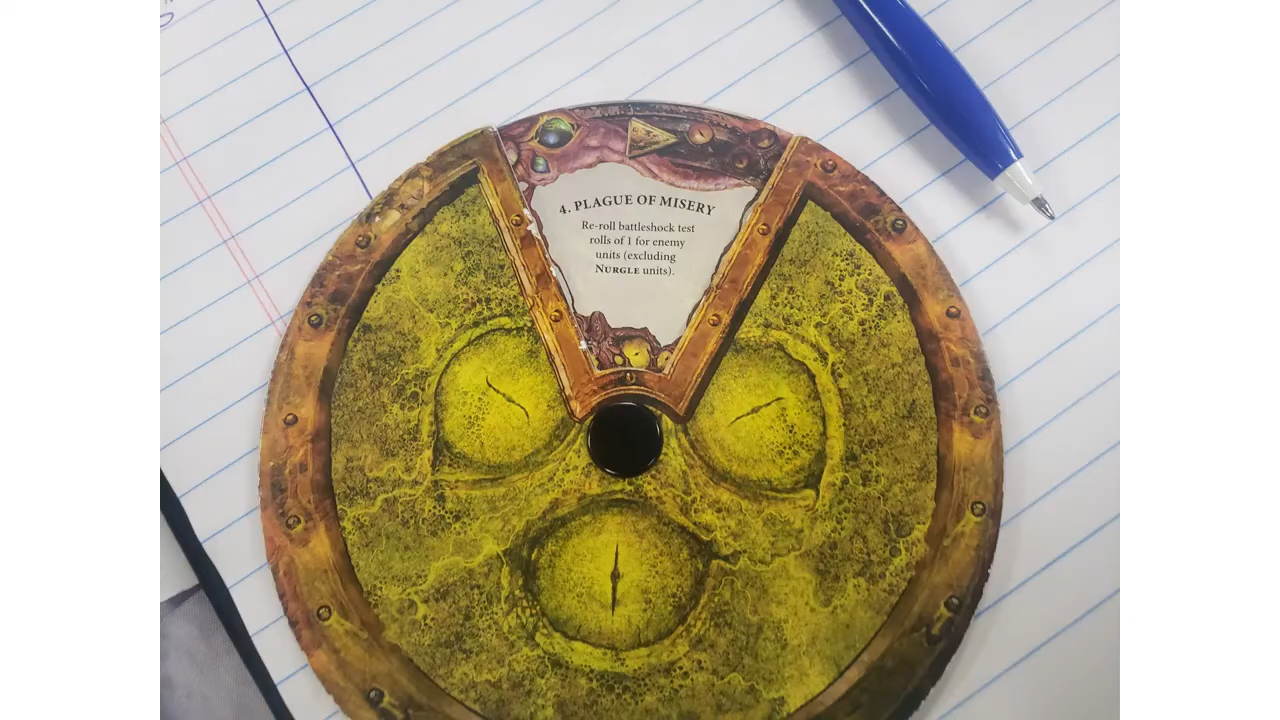 4. PLAGUE OF MISERY
Re-roll battleshock test
rolls of 1 for enemy
units (excluding
NURGLE units).